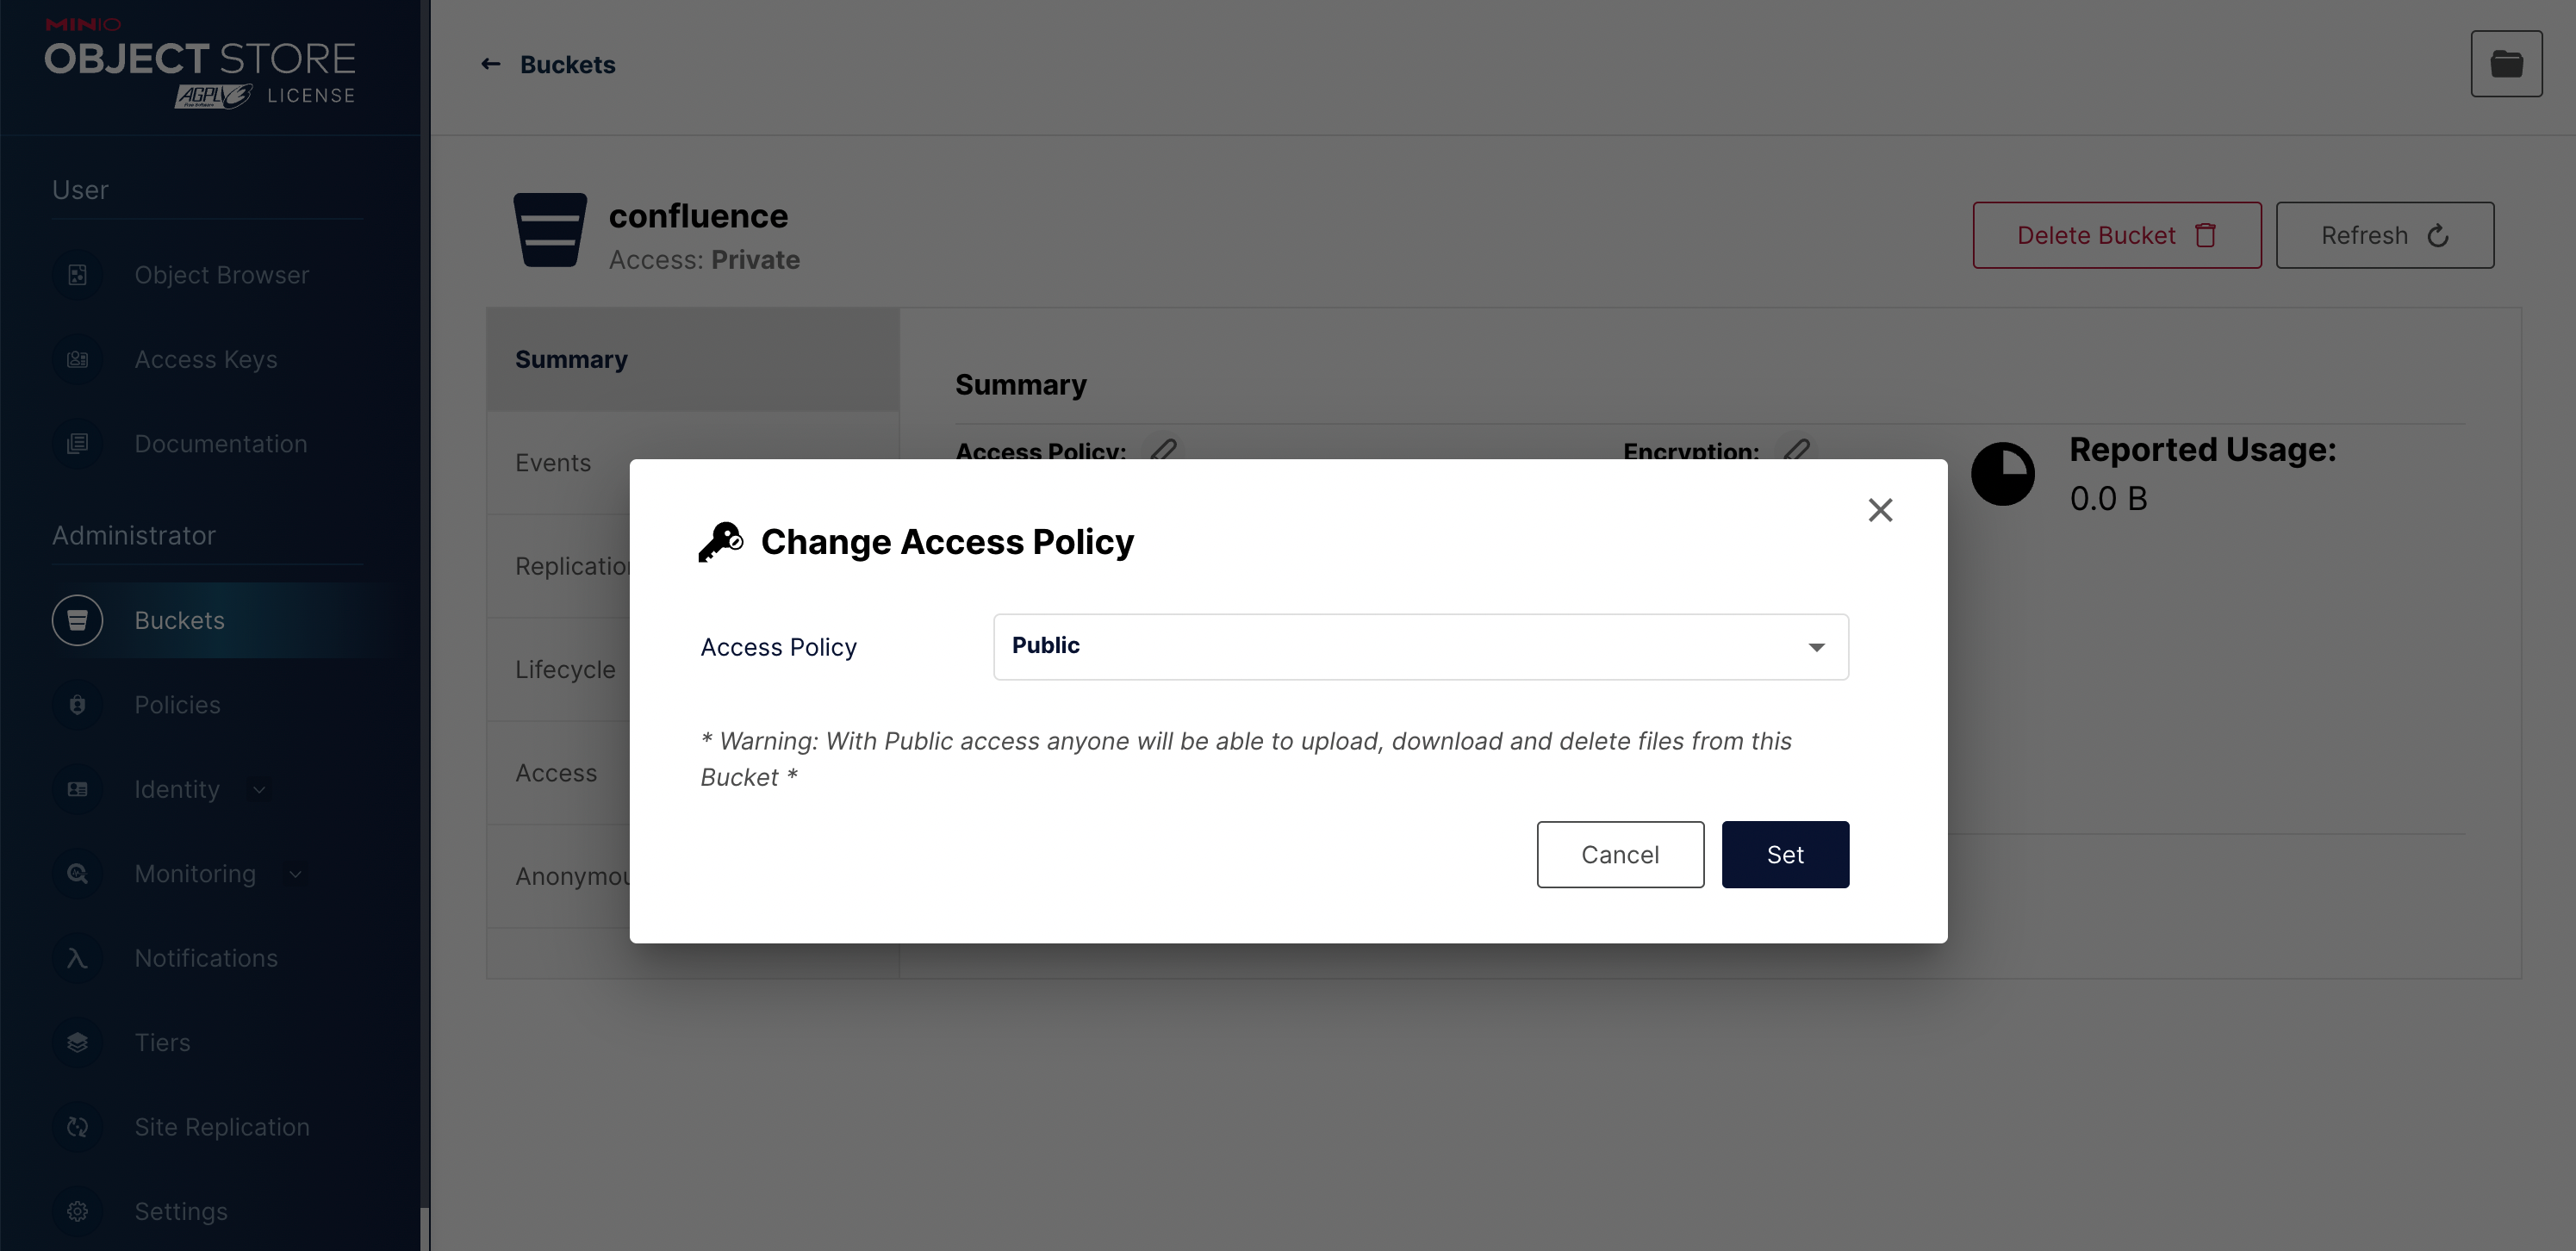 MINIO
OBJECT STORE
AGPLv3 LICENSE
User
Object Browser
Access Keys
Documentation
Administrator
Buckets
Policies
Identity
Monitoring
Notifications
Tiers
Site Replication
Settings
Buckets
confluence
Access: Private
Delete Bucket
Refresh
Summary
Events
Replication
Lifecycle
Access
Anonymou
Summary
Access Policy:
Encryption:
Reported Usage:
0.0 B
Change Access Policy
Access Policy
Public
* Warning: With Public access anyone will be able to upload, download and delete files from this
Bucket *
Cancel
Set